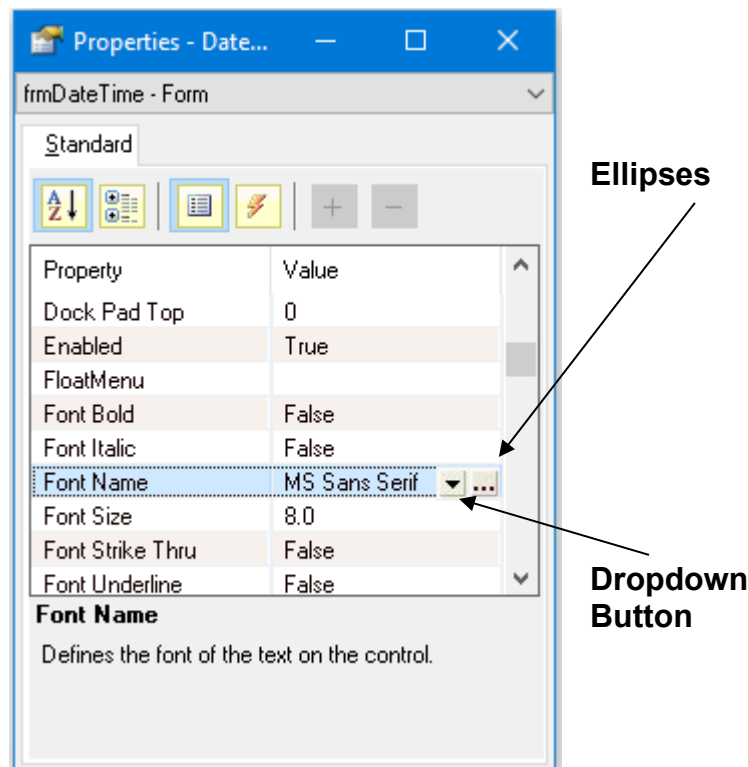 Properties - Date...
frmDateTime - Form
Standard
Ellipses
A
Z
Property Value
Dock Pad Top 0
Enabled True
FloatMenu
Font Bold False
Font Italic False
Font Name MS Sans Serif ...
Font Size 8.0
Font Strike Thru False
Font Underline False
Dropdown
Button
Font Name
Defines the font of the text on the control.